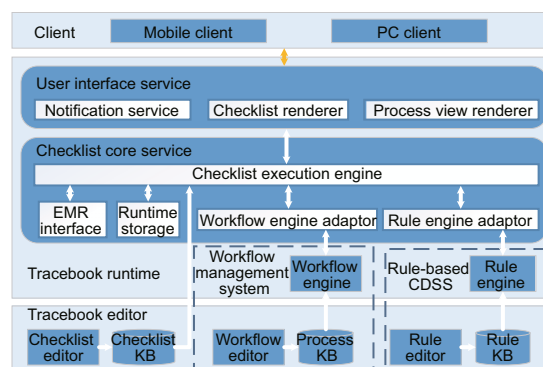 Client
Mobile client
PC client
User interface service
Notification service
Checklist renderer
Process view renderer
Checklist core service
Checklist execution engine
EMR
interface
Runtime
storage
Workflow engine adaptor
Rule engine adaptor
Tracebook runtime
Workflow
management
system
Workflow
engine
Rule-based
CDSS
Rule
engine
Tracebook editor
Checklist
editor
Checklist
KB
Workflow
editor
Process
KB
Rule
editor
Rule
KB